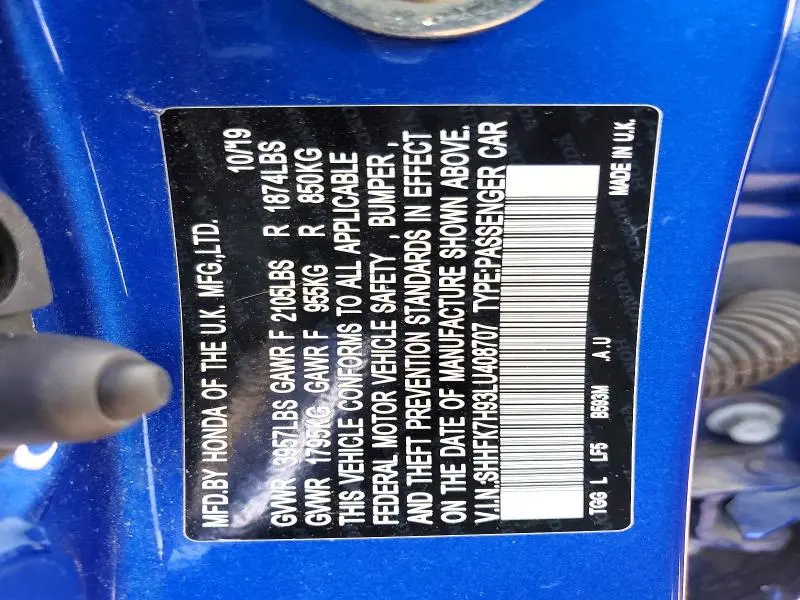 MFD.BY HONDA OF THE U.K. MFG.,LTD. 10/19
GVWR 3957LBS GAWR F 2105LBS R 1874LBS
GVWR 1795KG GAWR F 955KG R 850KG
THIS VEHICLE CONFORMS TO ALL APPLICABLE
FEDERAL MOTOR VEHICLE SAFETY , BUMPER ,
AND THEFT PREVENTION STANDARDS IN EFFECT
ON THE DATE OF MANUFACTURE SHOWN ABOVE.
V.I.N:SHHFK7H93LU408707 TYPE:PASSENGER CAR
TGG L LF5 B593M .A.U MADE IN U.K.